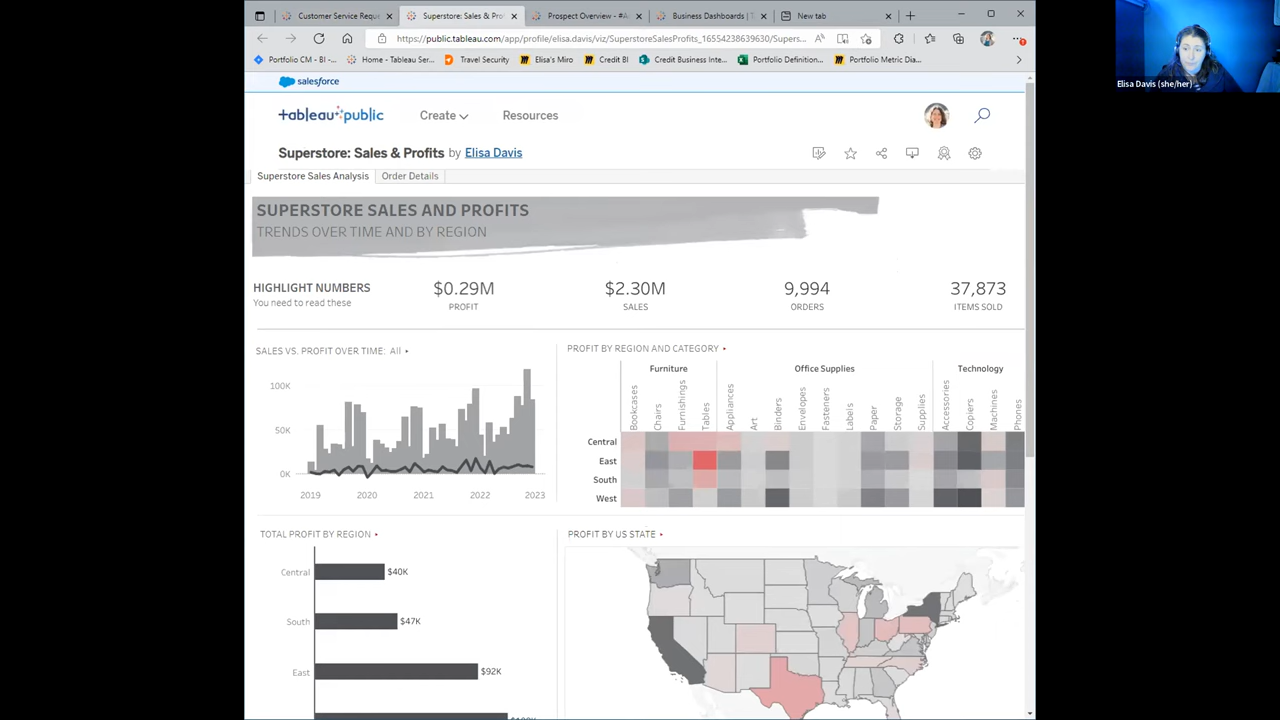 Customer Service Reque
Superstore: Sales & Prof
Prospect Overview - #A
Business Dashboards | T
New tab
https://public.tableau.com/app/profile/elisa.davis/viz/SuperstoreSalesProfits_16554238639630/Supers...
Portfolio CM - BI -...
Home - Tableau Ser...
Travel Security
Elisa's Miro
Credit BI
Credit Business Inte...
Portfolio Definition...
Portfolio Metric Dia...
Elisa Davis (she/her)
salesforce
tableau public
Create
Resources
Superstore: Sales & Profits by Elisa Davis
Superstore Sales Analysis
Order Details
SUPERSTORE SALES AND PROFITS
TRENDS OVER TIME AND BY REGION
HIGHLIGHT NUMBERS
You need to read these
$0.29M
PROFIT
$2.30M
SALES
9,994
ORDERS
37,873
ITEMS SOLD
SALES VS. PROFIT OVER TIME: All
100K
50K
0K
2019 2020 2021 2022 2023
PROFIT BY REGION AND CATEGORY
Furniture Office Supplies Technology
Bookcases
Chairs
Furnishings
Tables
Appliances
Art
Binders
Envelopes
Fasteners
Labels
Paper
Storage
Supplies
Accessories
Copiers
Machines
Phones
Central
East
South
West
TOTAL PROFIT BY REGION
Central $40K
South $47K
East $92K
PROFIT BY US STATE